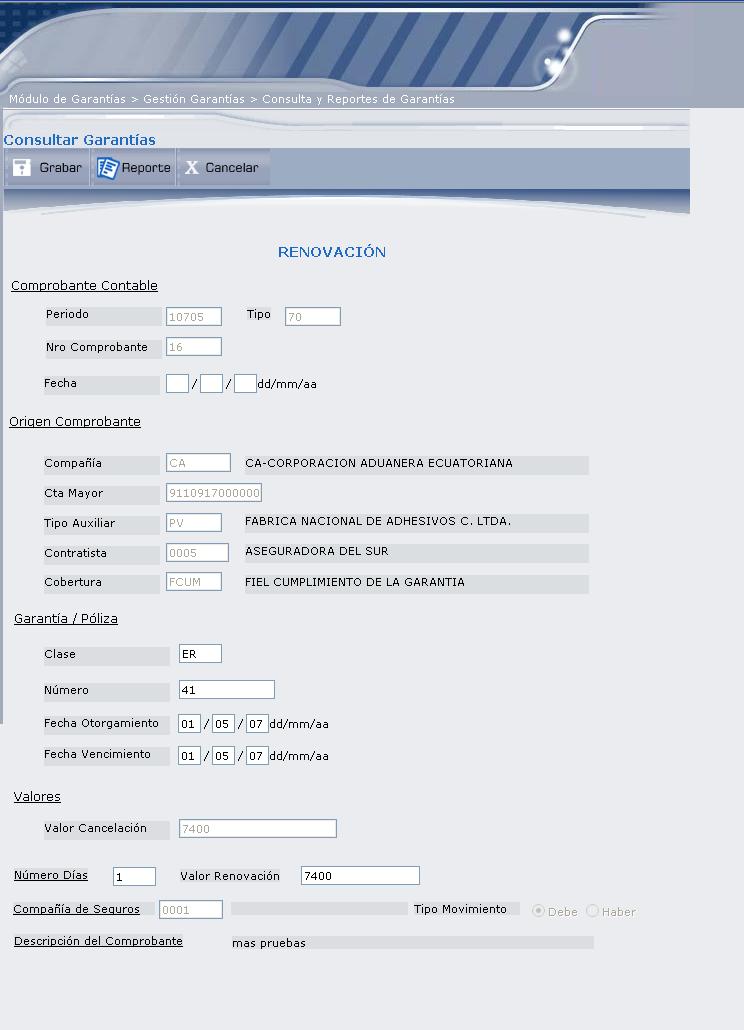 Módulo de Garantías > Gestión Garantías > Consulta y Reportes de Garantías
Consultar Garantías
Grabar Reporte X Cancelar
RENOVACIÓN
Comprobante Contable
Periodo 10705 Tipo 70
Nro Comprobante 16
Fecha / / dd/mm/aa
Origen Comprobante
Compañía CA CA-CORPORACION ADUANERA ECUATORIANA
Cta Mayor 9110917000000
Tipo Auxiliar PV FABRICA NACIONAL DE ADHESIVOS C. LTDA.
Contratista 0005 ASEGURADORA DEL SUR
Cobertura FCUM FIEL CUMPLIMIENTO DE LA GARANTIA
Garantía / Póliza
Clase ER
Número 41
Fecha Otorgamiento 01 / 05 / 07 dd/mm/aa
Fecha Vencimiento 01 / 05 / 07 dd/mm/aa
Valores
Valor Cancelación 7400
Número Días 1 Valor Renovación 7400
Compañía de Seguros 0001 Tipo Movimiento Debe Haber
Descripción del Comprobante mas pruebas